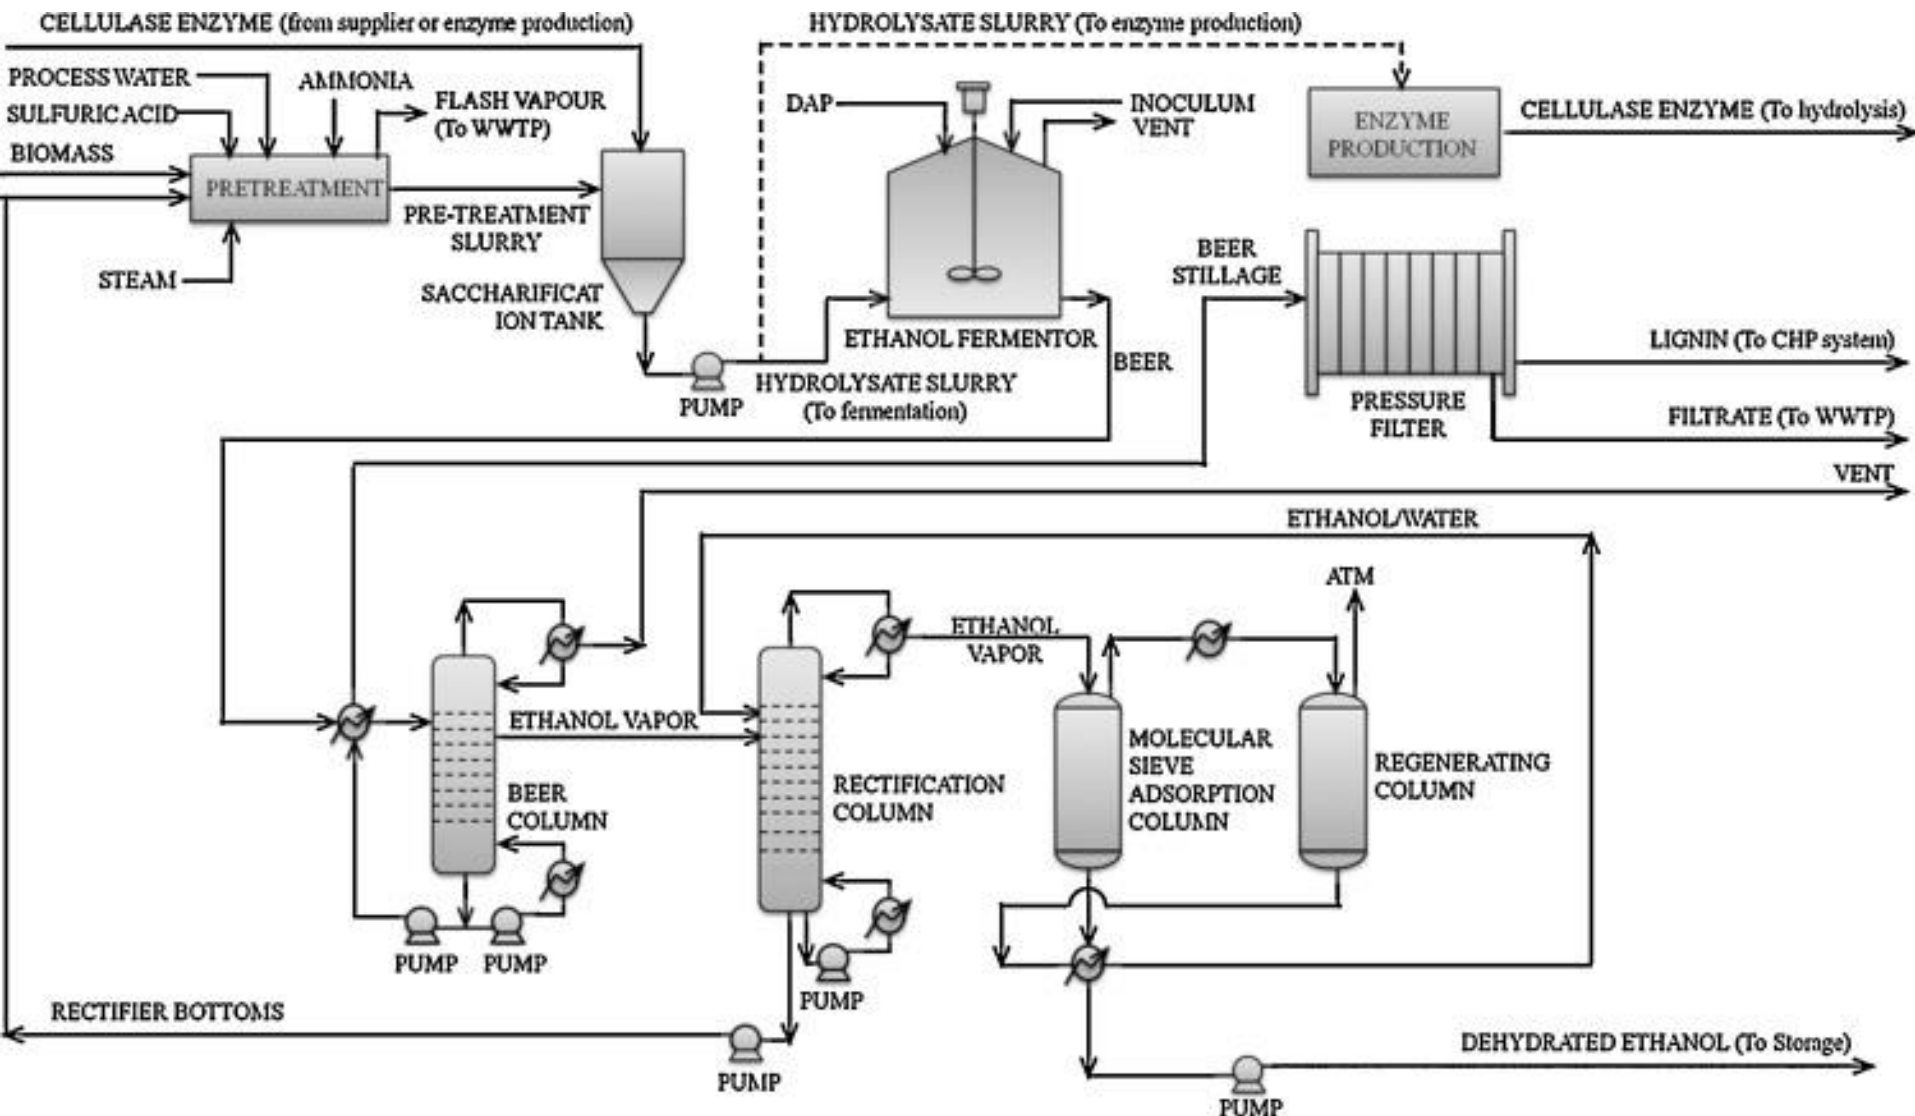 CELLULASE ENZYME (from supplier or enzyme production)
HYDROLYSATE SLURRY (To enzyme production)
PROCESS WATER
AMMONIA
SULFURIC ACID
FLASH VAPOUR
(To WWTP)
BIOMASS
PRETREATMENT
PRE-TREATMENT
SLURRY
STEAM
SACCHARIFICAT
ION TANK
PUMP
HYDROLYSATE SLURRY
(To fermentation)
DAP
INOCULUM
VENT
ETHANOL FERMENTOR
BEER
ENZYME
PRODUCTION
CELLULASE ENZYME (To hydrolysis)
BEER
STILLAGE
PRESSURE
FILTER
LIGNIN (To CHP system)
FILTRATE (To WWTP)
VENT
ETHANOL/WATER
ATM
ETHANOL
VAPOR
ETHANOL VAPOR
BEER
COLUMN
RECTIFICATION
COLUMN
MOLECULAR
SIEVE
ADSORPTION
COLUMN
REGENERATING
COLUMN
PUMP
PUMP
PUMP
RECTIFIER BOTTOMS
PUMP
DEHYDRATED ETHANOL (To Storage)
PUMP